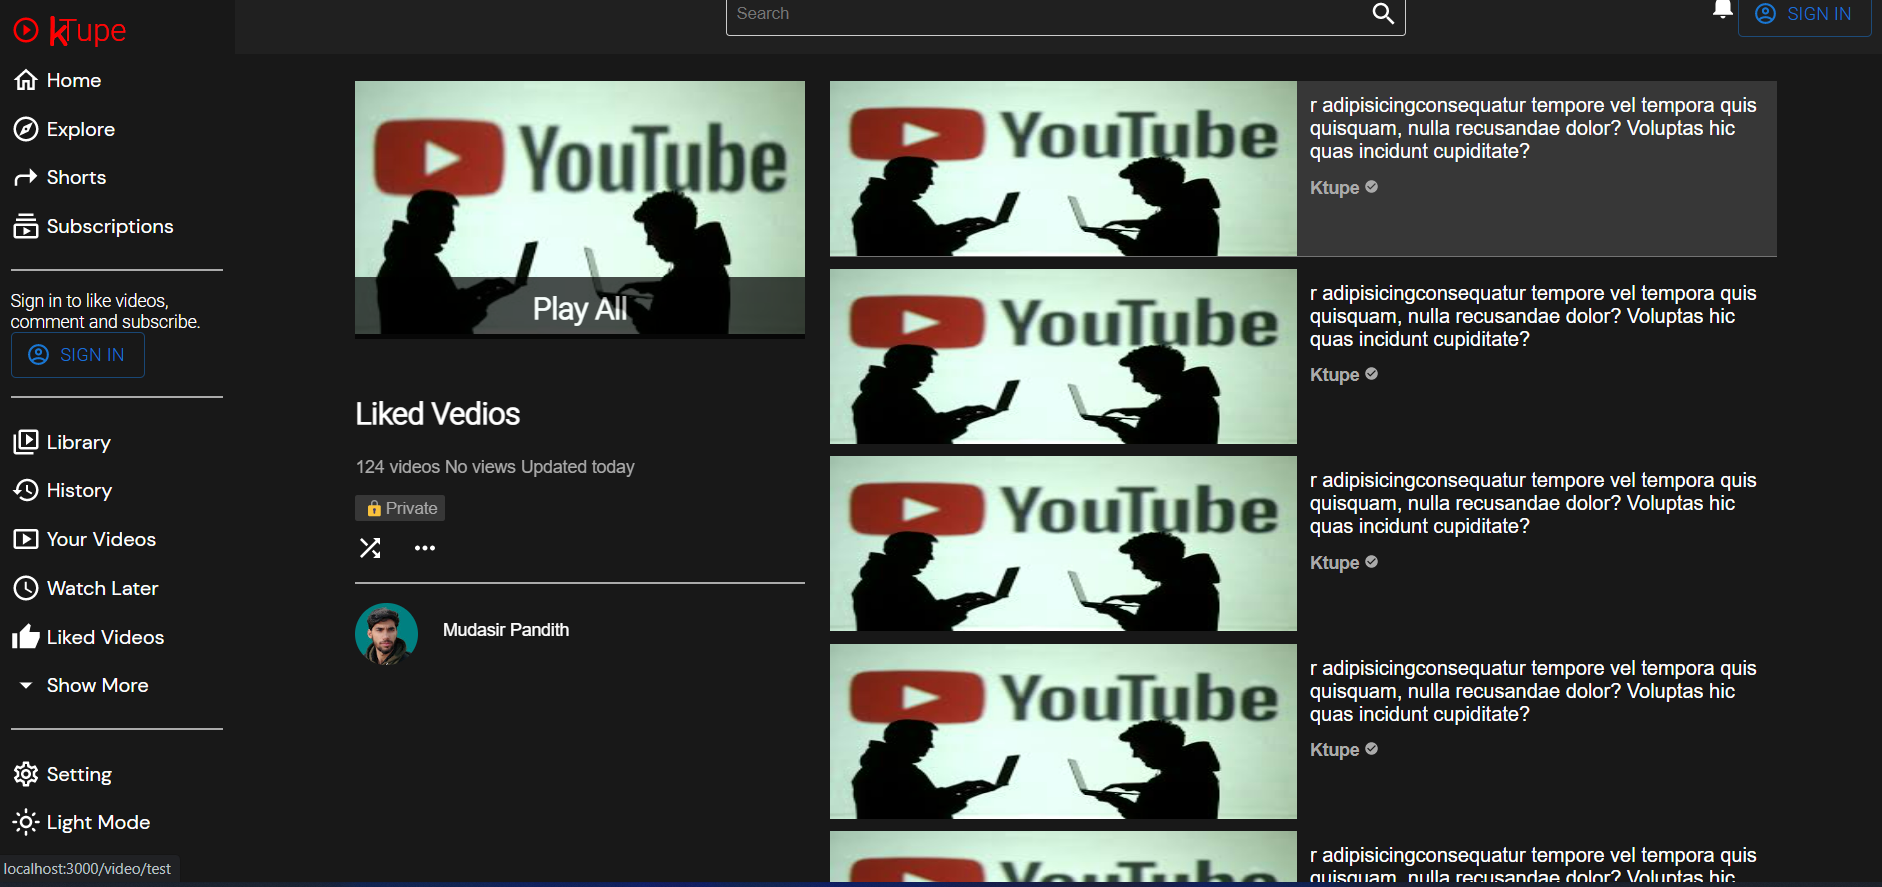 kTupe
Search
SIGN IN
Home
Explore
Shorts
Subscriptions
Sign in to like videos,
comment and subscribe.
SIGN IN
Library
History
Your Videos
Watch Later
Liked Videos
Show More
Setting
Light Mode
localhost:3000/video/test
YouTube
Play All
Liked Vedios
124 videos No views Updated today
Private
Mudasir Pandith
YouTube
r adipisicingconsequatur tempore vel tempora quis
quisquam, nulla recusandae dolor? Voluptas hic
quas incidunt cupiditate?
Ktupe
YouTube
r adipisicingconsequatur tempore vel tempora quis
quisquam, nulla recusandae dolor? Voluptas hic
quas incidunt cupiditate?
Ktupe
YouTube
r adipisicingconsequatur tempore vel tempora quis
quisquam, nulla recusandae dolor? Voluptas hic
quas incidunt cupiditate?
Ktupe
YouTube
r adipisicingconsequatur tempore vel tempora quis
quisquam, nulla recusandae dolor? Voluptas hic
quas incidunt cupiditate?
Ktupe
YouTube
r adipisicingconsequatur tempore vel tempora quis
quisquam, nulla recusandae dolor? Voluptas hic